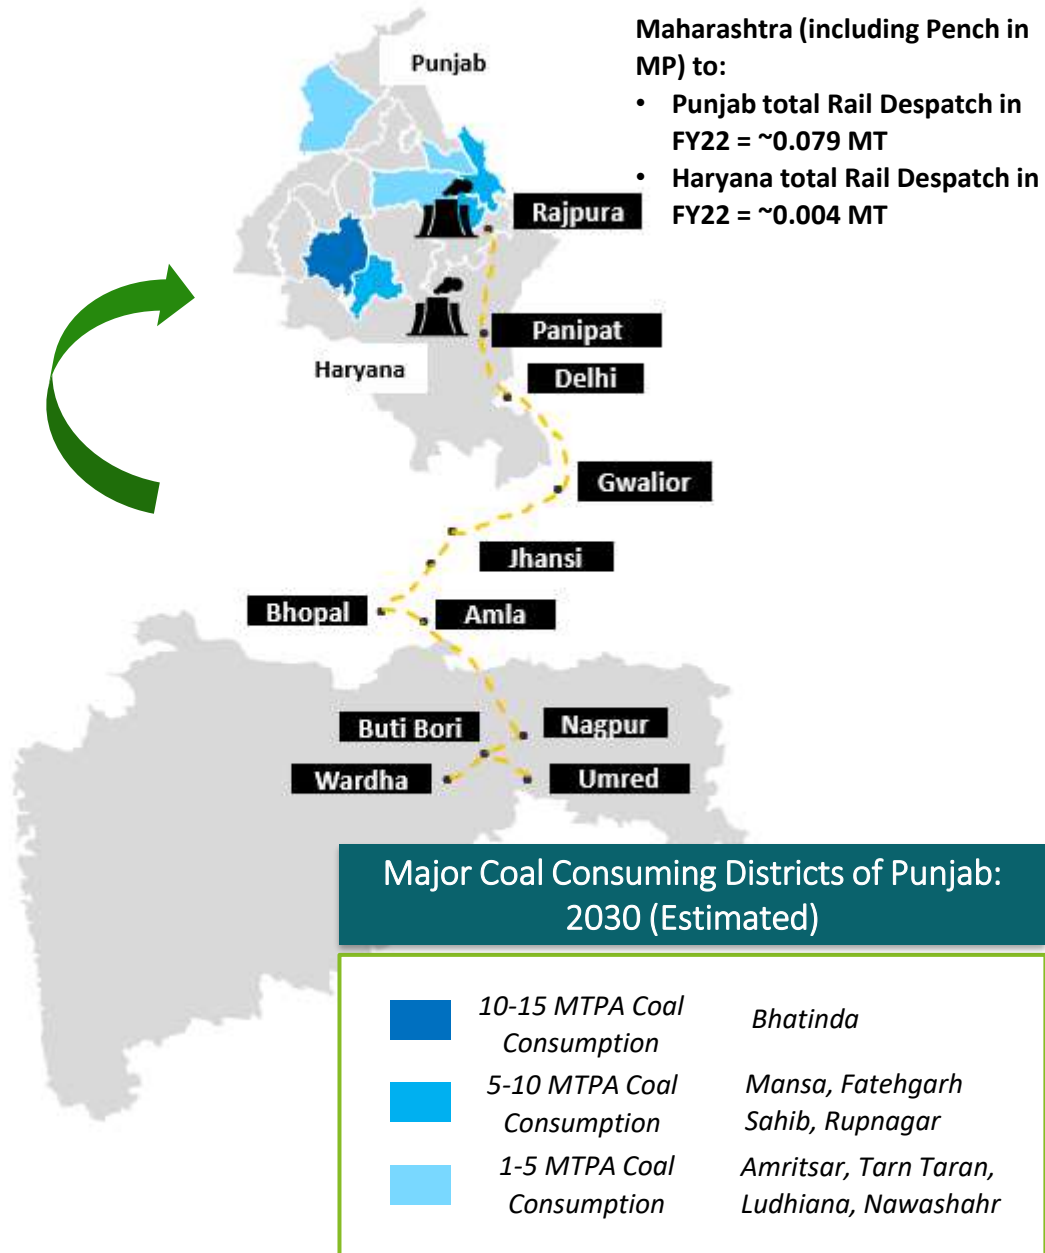 Maharashtra (including Pench in
MP) to:
• Punjab total Rail Despatch in
FY22 = ~0.079 MT
• Haryana total Rail Despatch in
FY22 = ~0.004 MT
Punjab
Rajpura
Panipat
Haryana
Delhi
Gwalior
Jhansi
Bhopal
Amla
Buti Bori
Nagpur
Wardha
Umred
Major Coal Consuming Districts of Punjab:
2030 (Estimated)
10-15 MTPA Coal
Consumption
Bhatinda
5-10 MTPA Coal
Consumption
Mansa, Fatehgarh
Sahib, Rupnagar
1-5 MTPA Coal
Consumption
Amritsar, Tarn Taran,
Ludhiana, Nawashahr